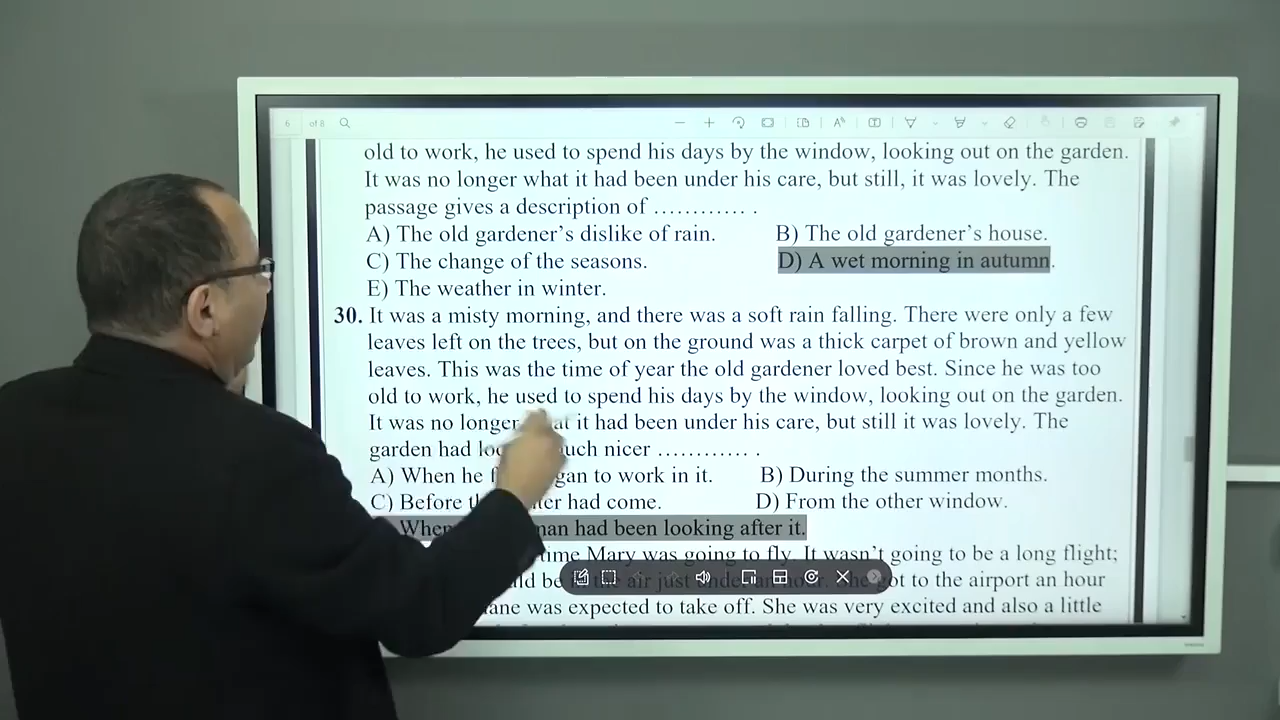 6 of 8
old to work, he used to spend his days by the window, looking out on the garden.
It was no longer what it had been under his care, but still, it was lovely. The
passage gives a description of ………… .
A) The old gardener’s dislike of rain. B) The old gardener’s house.
C) The change of the seasons. D) A wet morning in autumn.
E) The weather in winter.
30. It was a misty morning, and there was a soft rain falling. There were only a few
leaves left on the trees, but on the ground was a thick carpet of brown and yellow
leaves. This was the time of year the old gardener loved best. Since he was too
old to work, he used to spend his days by the window, looking out on the garden.
It was no longer it had been under his care, but still it was lovely. The
garden had much nicer ………… .
A) When he to work in it. B) During the summer months.
C) Before had come. D) From the other window.
When man had been looking after it.
time Mary was going to fly. It wasn’t going to be a long flight;
be the air just got to the airport an hour
was expected to take off. She was very excited and also a little